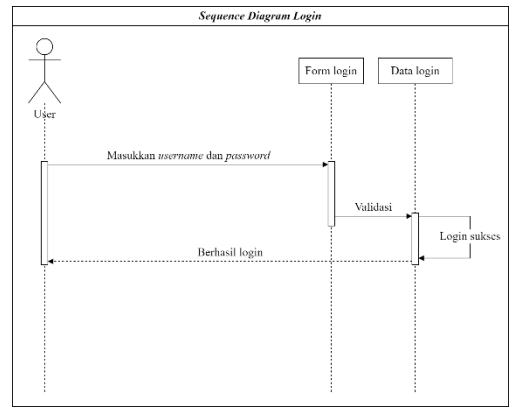 Sequence Diagram Login
Form login
Data login
User
Masukkan username dan password
Validasi
Login sukses
Berhasil login